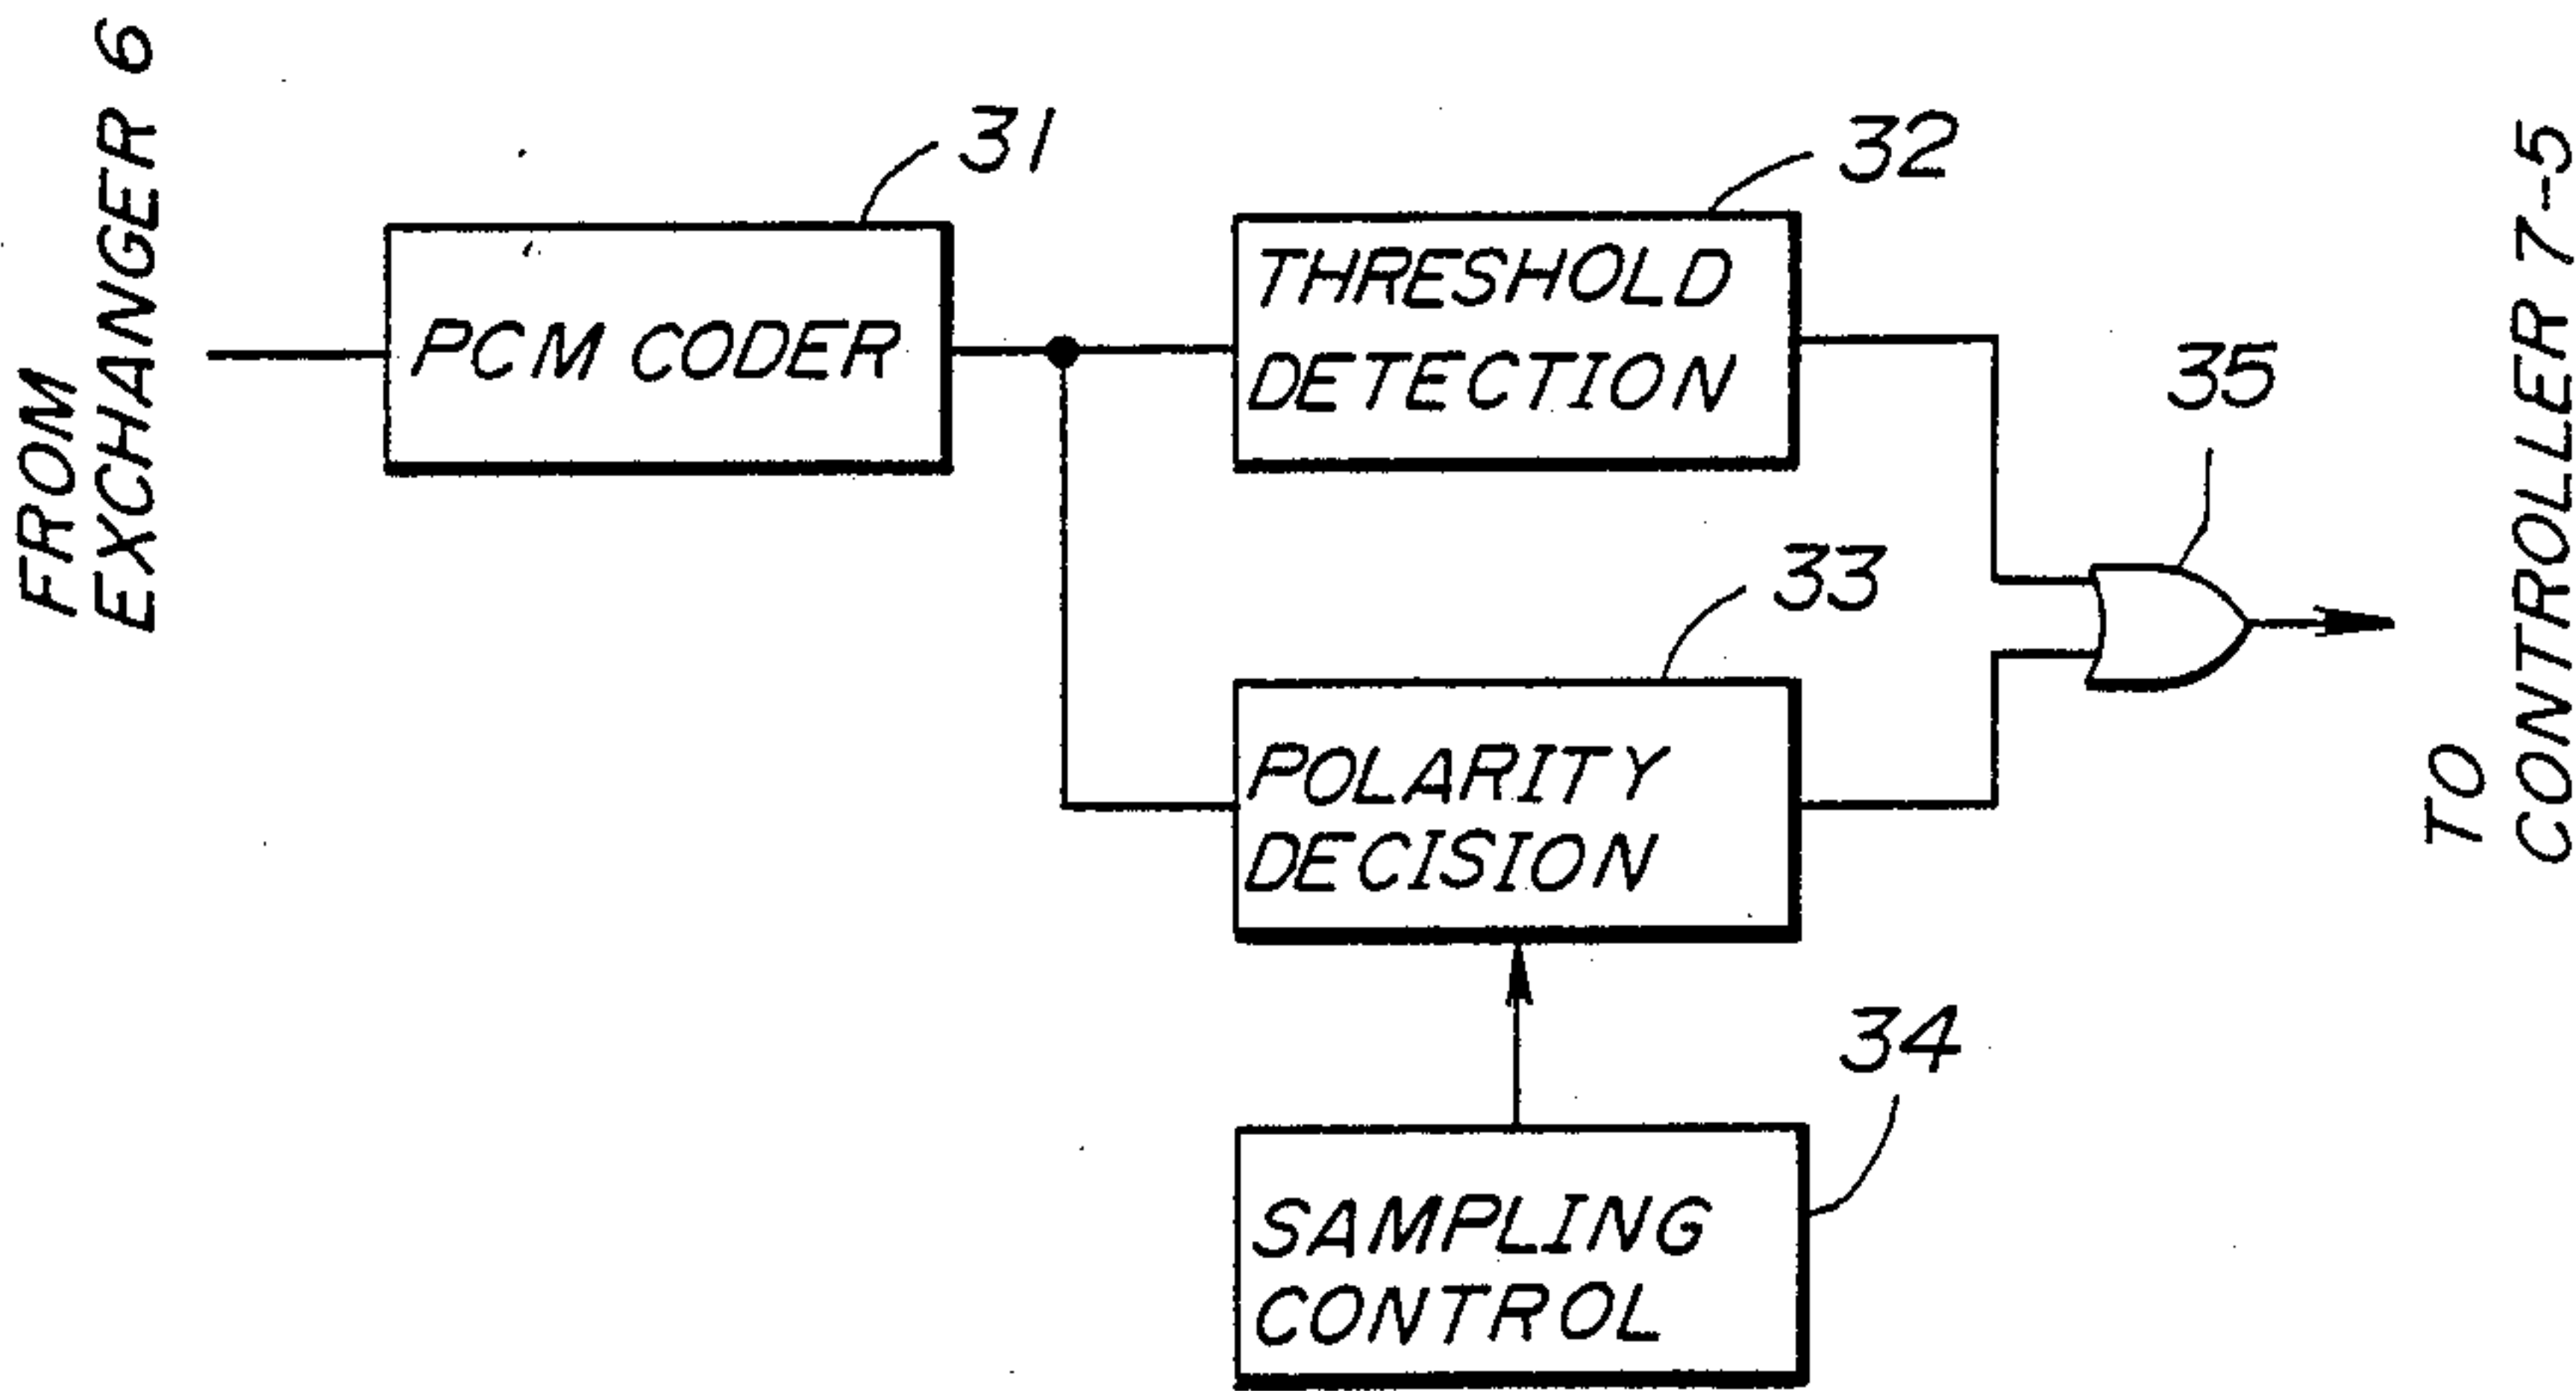 FROM
EXCHANGER 6
31
PCM CODER
32
THRESHOLD
DETECTION
33
POLARITY
DECISION
34
SAMPLING
CONTROL
35
TO
CONTROLLER 7-5